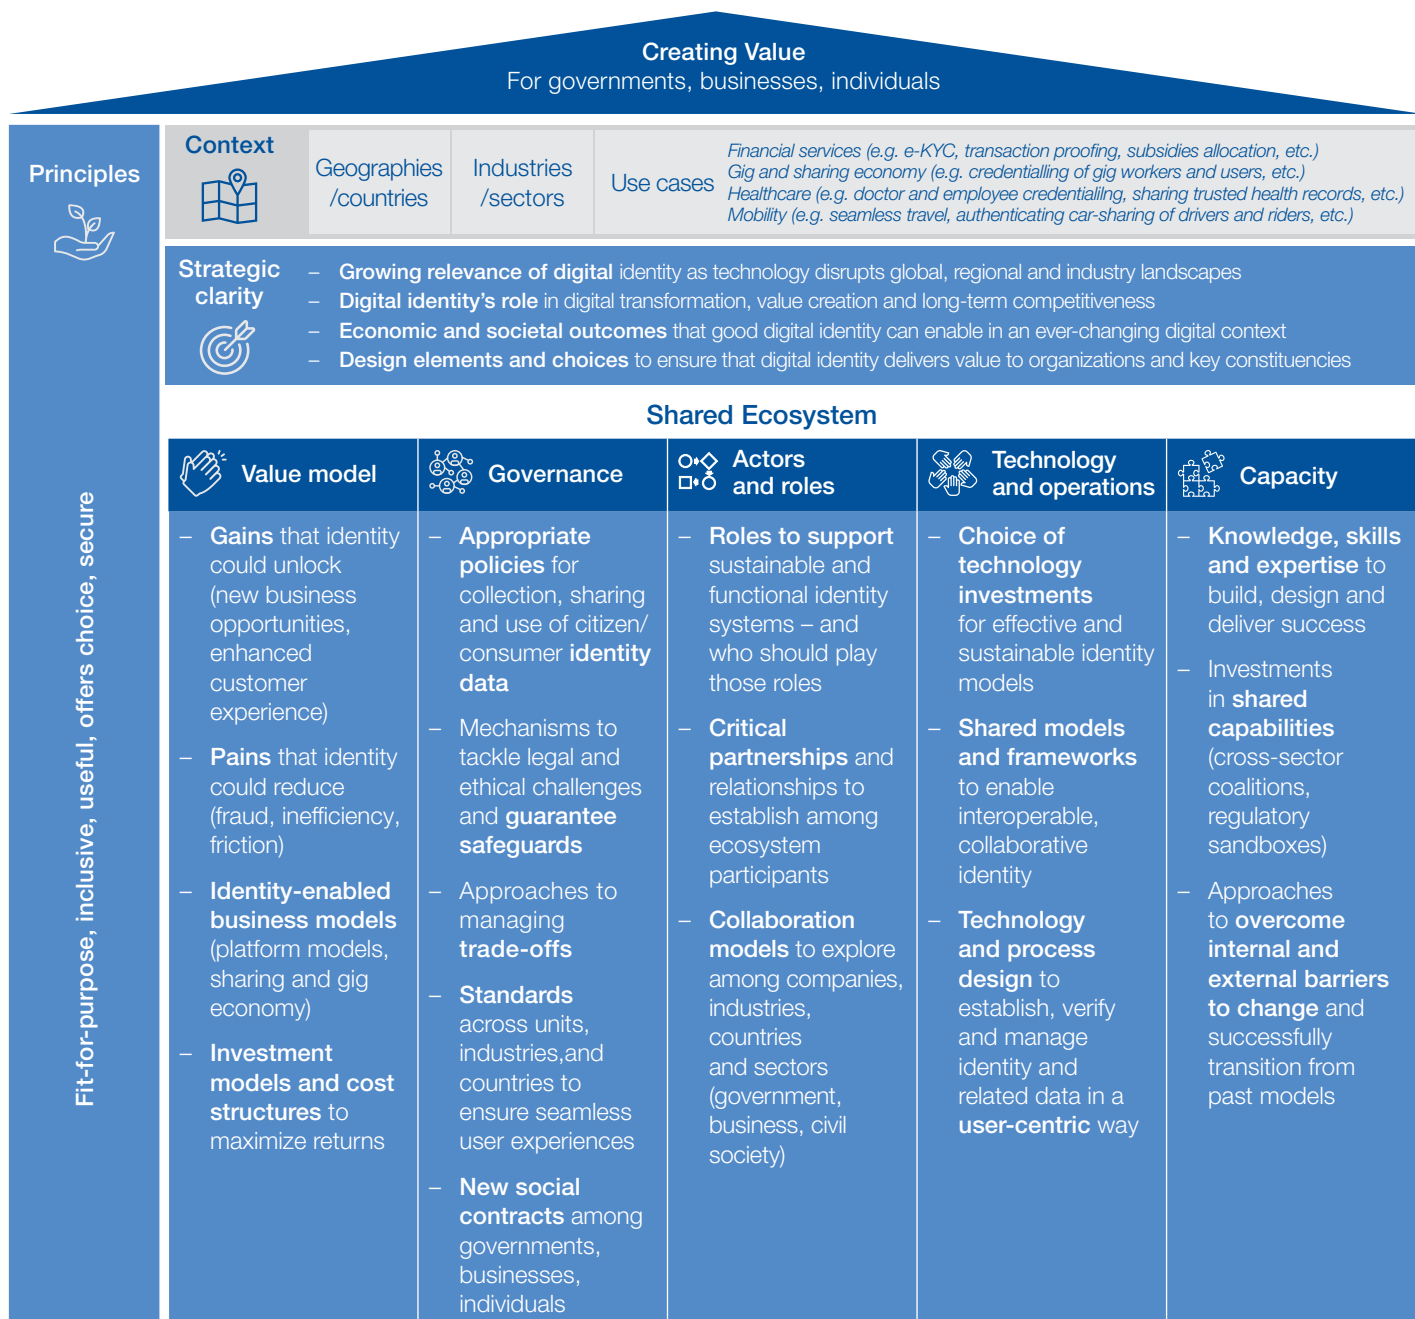 Creating Value
For governments, businesses, individuals
Principles
Fit-for-purpose, inclusive, useful, offers choice, secure
Context
Geographies
/countries
Industries
/sectors
Use cases
Financial services (e.g. e-KYC, transaction proofing, subsidies allocation, etc.)
Gig and sharing economy (e.g. credentialling of gig workers and users, etc.)
Healthcare (e.g. doctor and employee credentialilng, sharing trusted health records, etc.)
Mobility (e.g. seamless travel, authenticating car-sharing of drivers and riders, etc.)
Strategic
clarity
– Growing relevance of digital identity as technology disrupts global, regional and industry landscapes
– Digital identity's role in digital transformation, value creation and long-term competitiveness
– Economic and societal outcomes that good digital identity can enable in an ever-changing digital context
– Design elements and choices to ensure that digital identity delivers value to organizations and key constituencies
Shared Ecosystem
Value model
– Gains that identity
could unlock
(new business
opportunities,
enhanced
customer
experience)
– Pains that identity
could reduce
(fraud, inefficiency,
friction)
– Identity-enabled
business models
(platform models,
sharing and gig
economy)
– Investment
models and cost
structures to
maximize returns
Governance
– Appropriate
policies for
collection, sharing
and use of citizen/
consumer identity
data
– Mechanisms to
tackle legal and
ethical challenges
and guarantee
safeguards
– Approaches to
managing
trade-offs
– Standards
across units,
industries,and
countries to
ensure seamless
user experiences
– New social
contracts among
governments,
businesses,
individuals
Actors
and roles
– Roles to support
sustainable and
functional identity
systems – and
who should play
those roles
– Critical
partnerships and
relationships to
establish among
ecosystem
participants
– Collaboration
models to explore
among companies,
industries,
countries
and sectors
(government,
business, civil
society)
Technology
and operations
– Choice of
technology
investments
for effective and
sustainable identity
models
– Shared models
and frameworks
to enable
interoperable,
collaborative
identity
– Technology
and process
design to
establish, verify
and manage
identity and
related data in a
user-centric way
Capacity
– Knowledge, skills
and expertise to
build, design and
deliver success
– Investments
in shared
capabilities
(cross-sector
coalitions,
regulatory
sandboxes)
– Approaches
to overcome
internal and
external barriers
to change and
successfully
transition from
past models